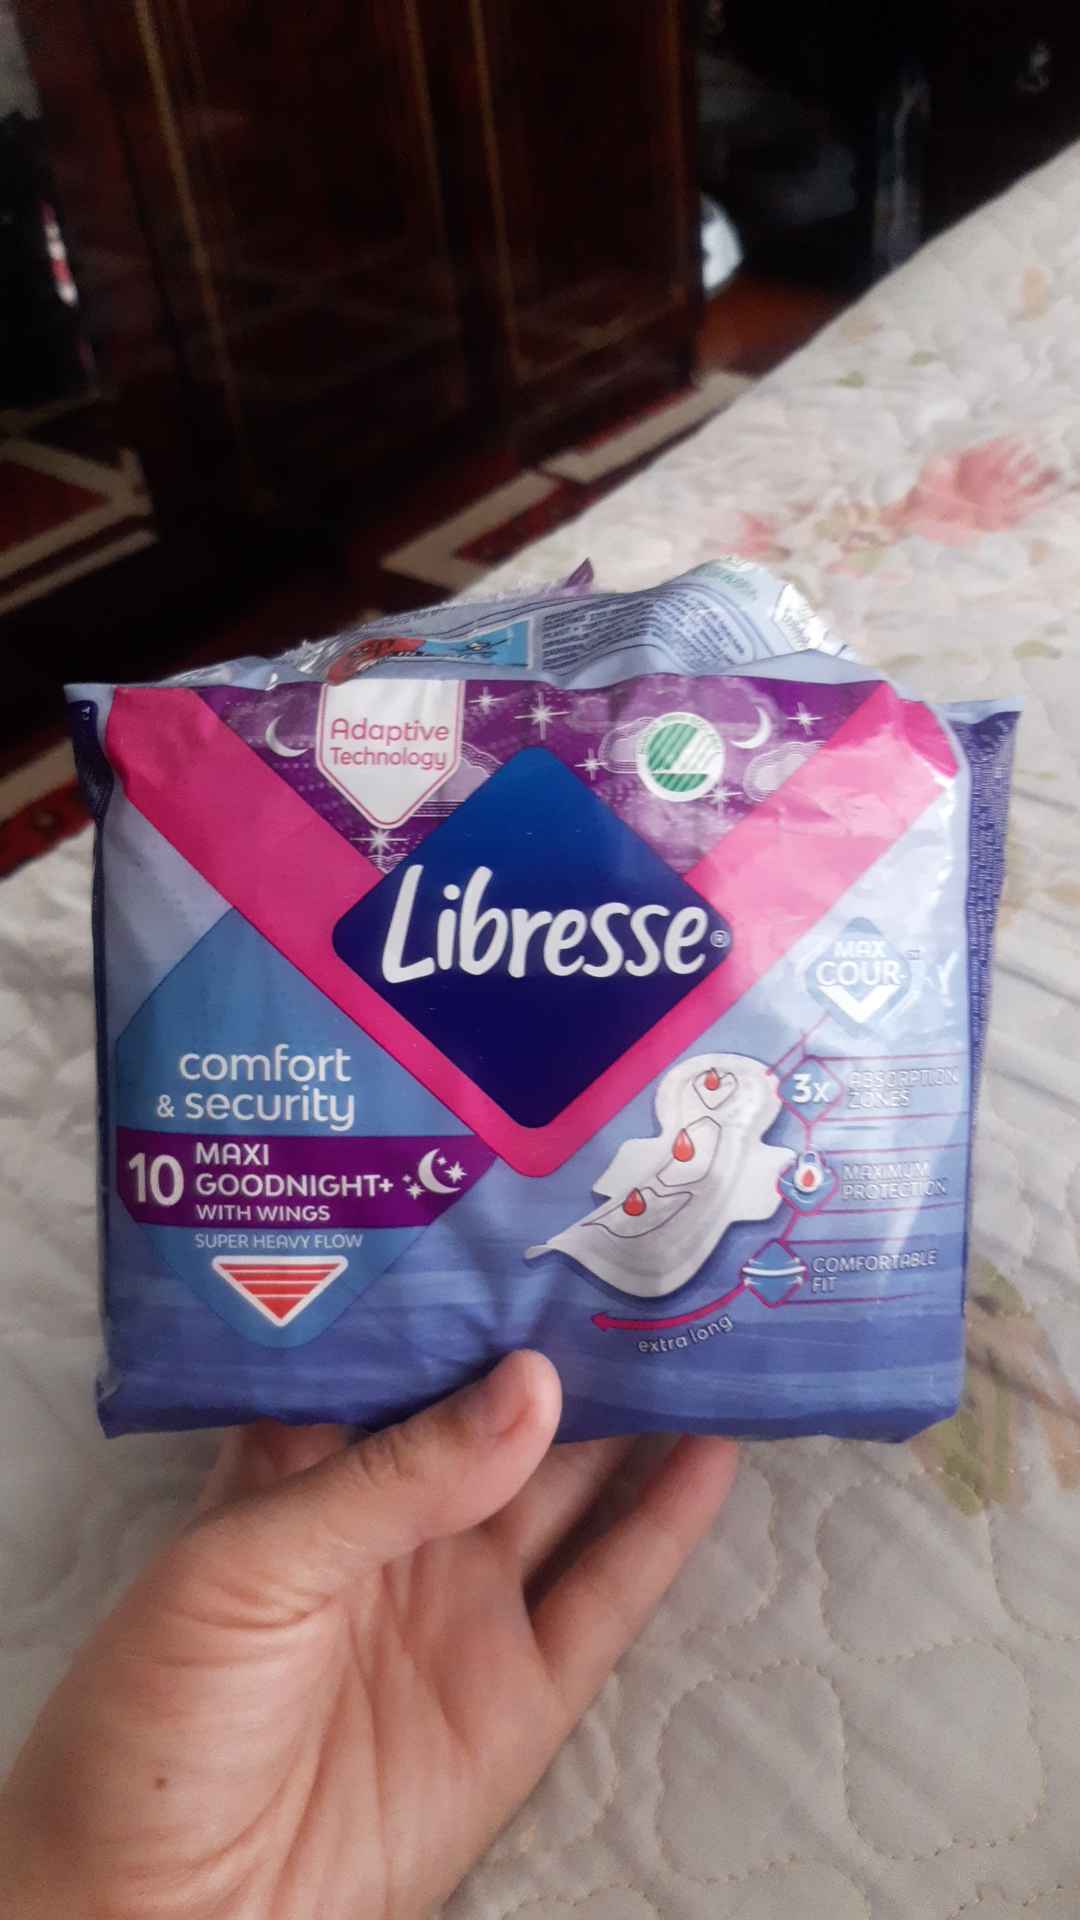 Adaptive
Technology
Libresse®
MAX
COUR-V
comfort
& security
10
MAXI
GOODNIGHT+
WITH WINGS
SUPER HEAVY FLOW
3x
ABSORPTION
ZONES
MAXIMUM
PROTECTION
COMFORTABLE
FIT
extra long